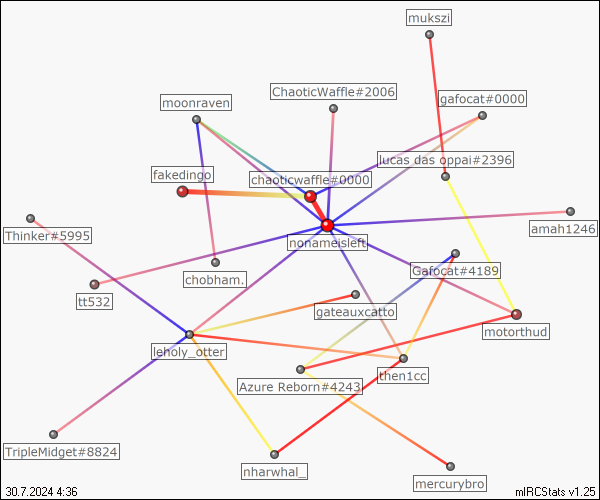 mukszi
ChaoticWaffle#2006
gafocat#0000
moonraven
lucas das oppai#2396
fakedingo
chaoticwaffle#0000
Thinker#5995
nonameisleft
amah1246
Gafocat#4189
chobham.
tt532
gateauxcatto
motorthud
leholy_otter
then1cc
Azure Reborn#4243
TripleMidget#8824
nharwhal_
mercurybro
30.7.2024 4:36
mIRCStats v1.25